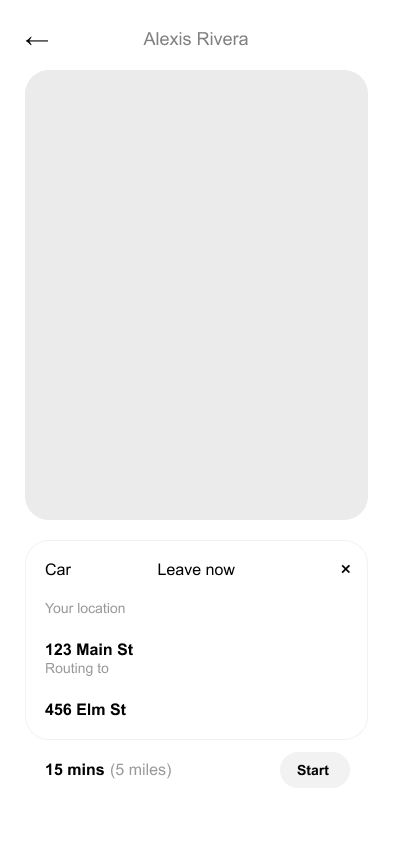 ← Alexis Rivera
Car Leave now ×
Your location
123 Main St
Routing to
456 Elm St
15 mins (5 miles) Start